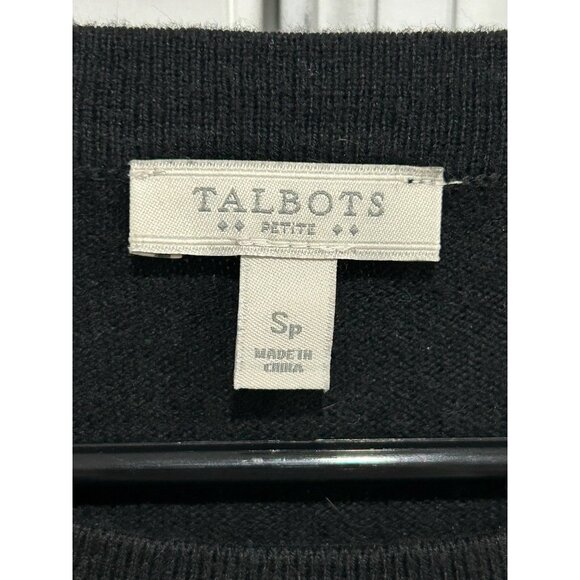 TALBOTS
PETITE
Sp
MADE IN
CHINA